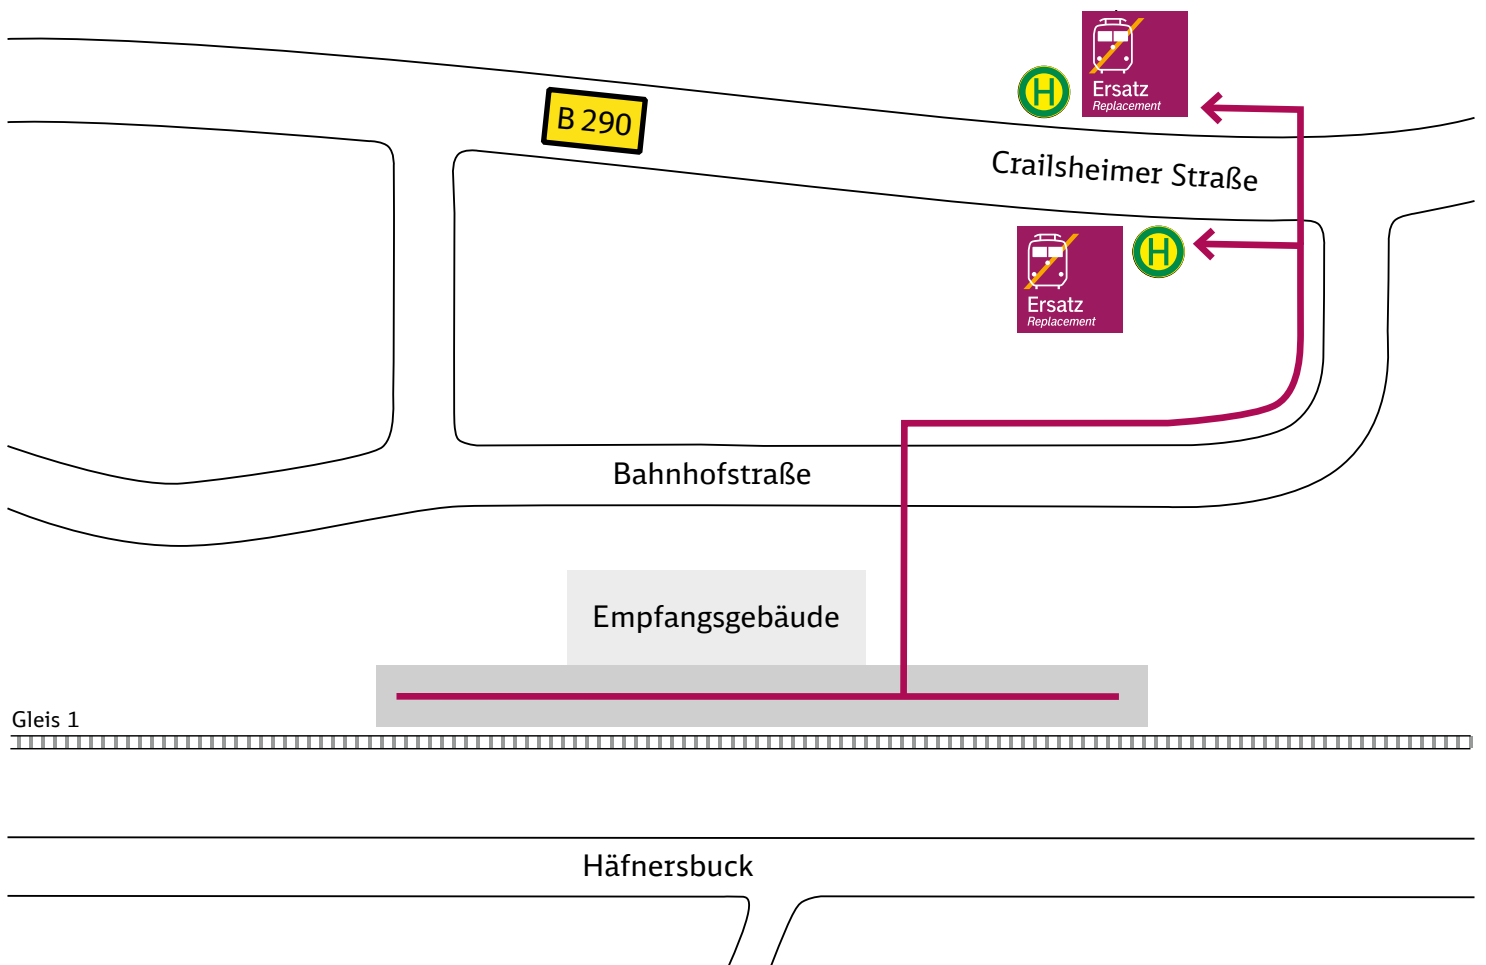 Ersatz
Replacement
H
B 290
Crailsheimer Straße
H
Ersatz
Replacement
Bahnhofstraße
Empfangsgebäude
Gleis 1
Häfnersbuck